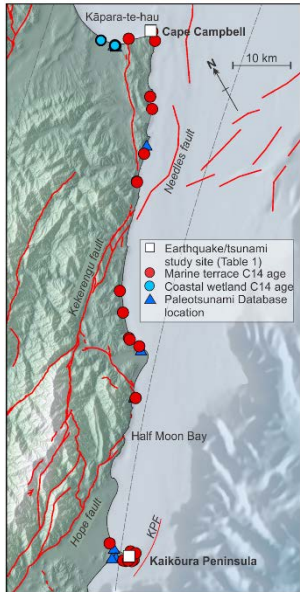 Kāpara-te-hau
Cape Campbell
10 km
N
Needles fault
Kekerengu fault
Earthquake/tsunami
study site (Table 1)
Marine terrace C14 age
Coastal wetland C14 age
Paleotsunami Database
location
Half Moon Bay
Hope fault
KPF
Kaikōura Peninsula